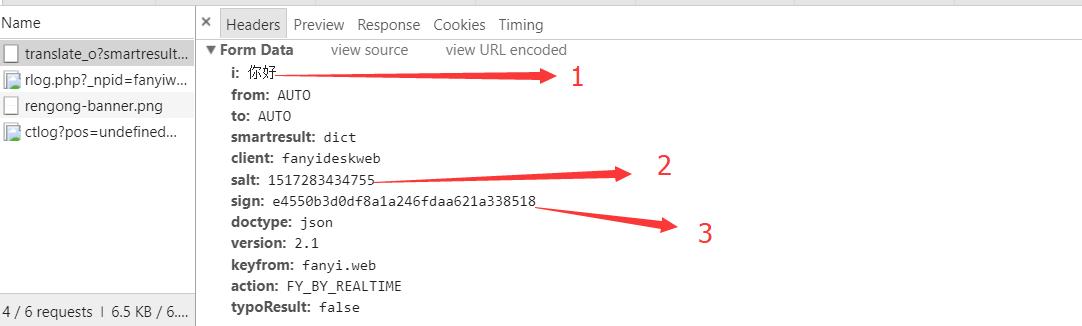 Name
× Headers Preview Response Cookies Timing
translate_o?smartresult...
▼ Form Data view source view URL encoded
rlog.php?_npid=fanyiw...
i: 你好 1
rengong-banner.png
from: AUTO
ctlog?pos=undefined...
to: AUTO
smartresult: dict
client: fanyideskweb
salt: 1517283434755 2
sign: e4550b3d0df8a1a246fdaa621a338518 3
doctype: json
version: 2.1
keyfrom: fanyi.web
action: FY_BY_REALTIME
typoResult: false
4 / 6 requests | 6.5 KB / 6....